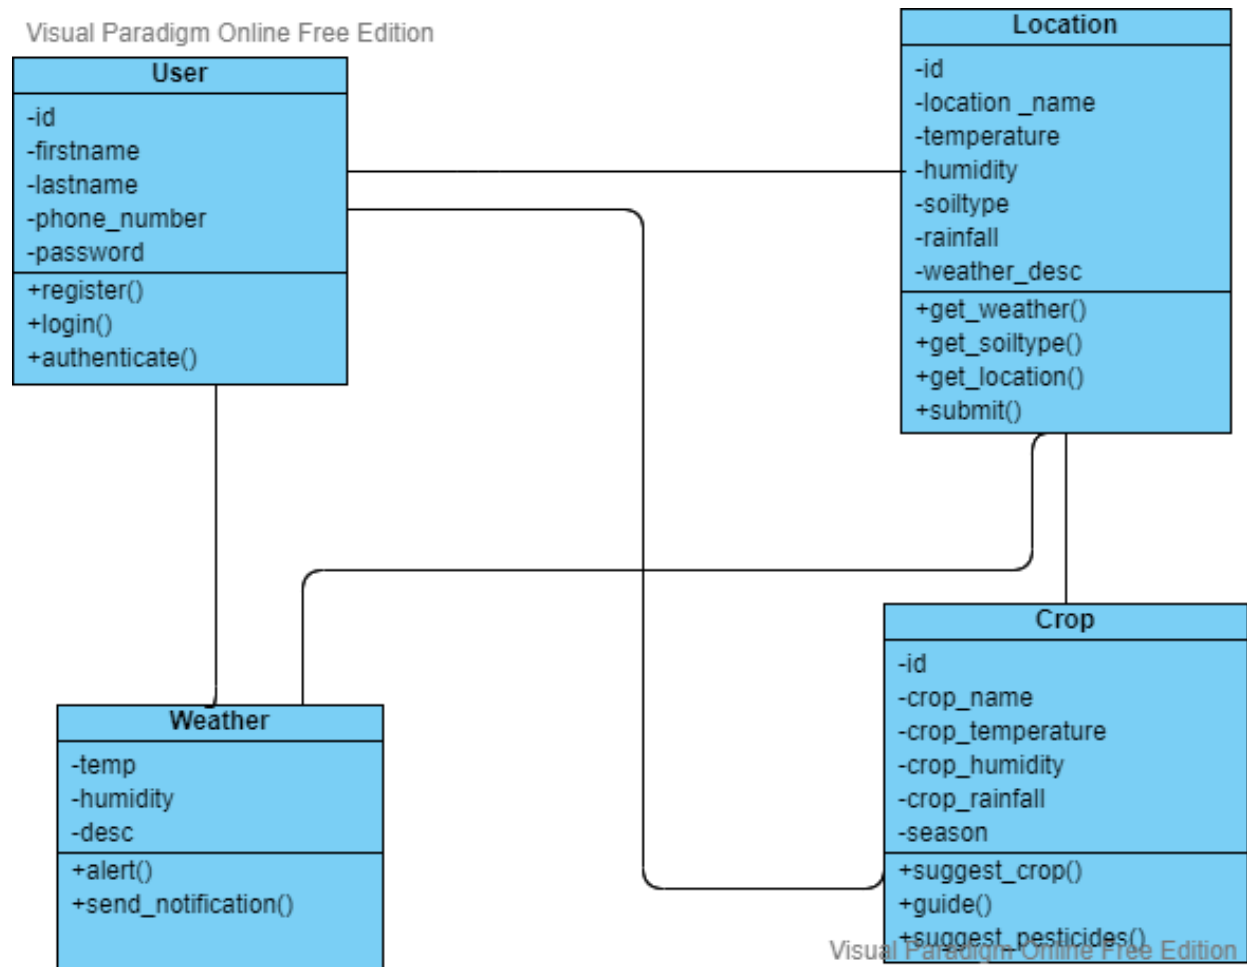 Visual Paradigm Online Free Edition
User
-id
-firstname
-lastname
-phone_number
-password
+register()
+login()
+authenticate()
Location
-id
-location _name
-temperature
-humidity
-soiltype
-rainfall
-weather_desc
+get_weather()
+get_soiltype()
+get_location()
+submit()
Weather
-temp
-humidity
-desc
+alert()
+send_notification()
Crop
-id
-crop_name
-crop_temperature
-crop_humidity
-crop_rainfall
-season
+suggest_crop()
+guide()
+suggest_pesticides()
Visual Paradigm Online Free Edition